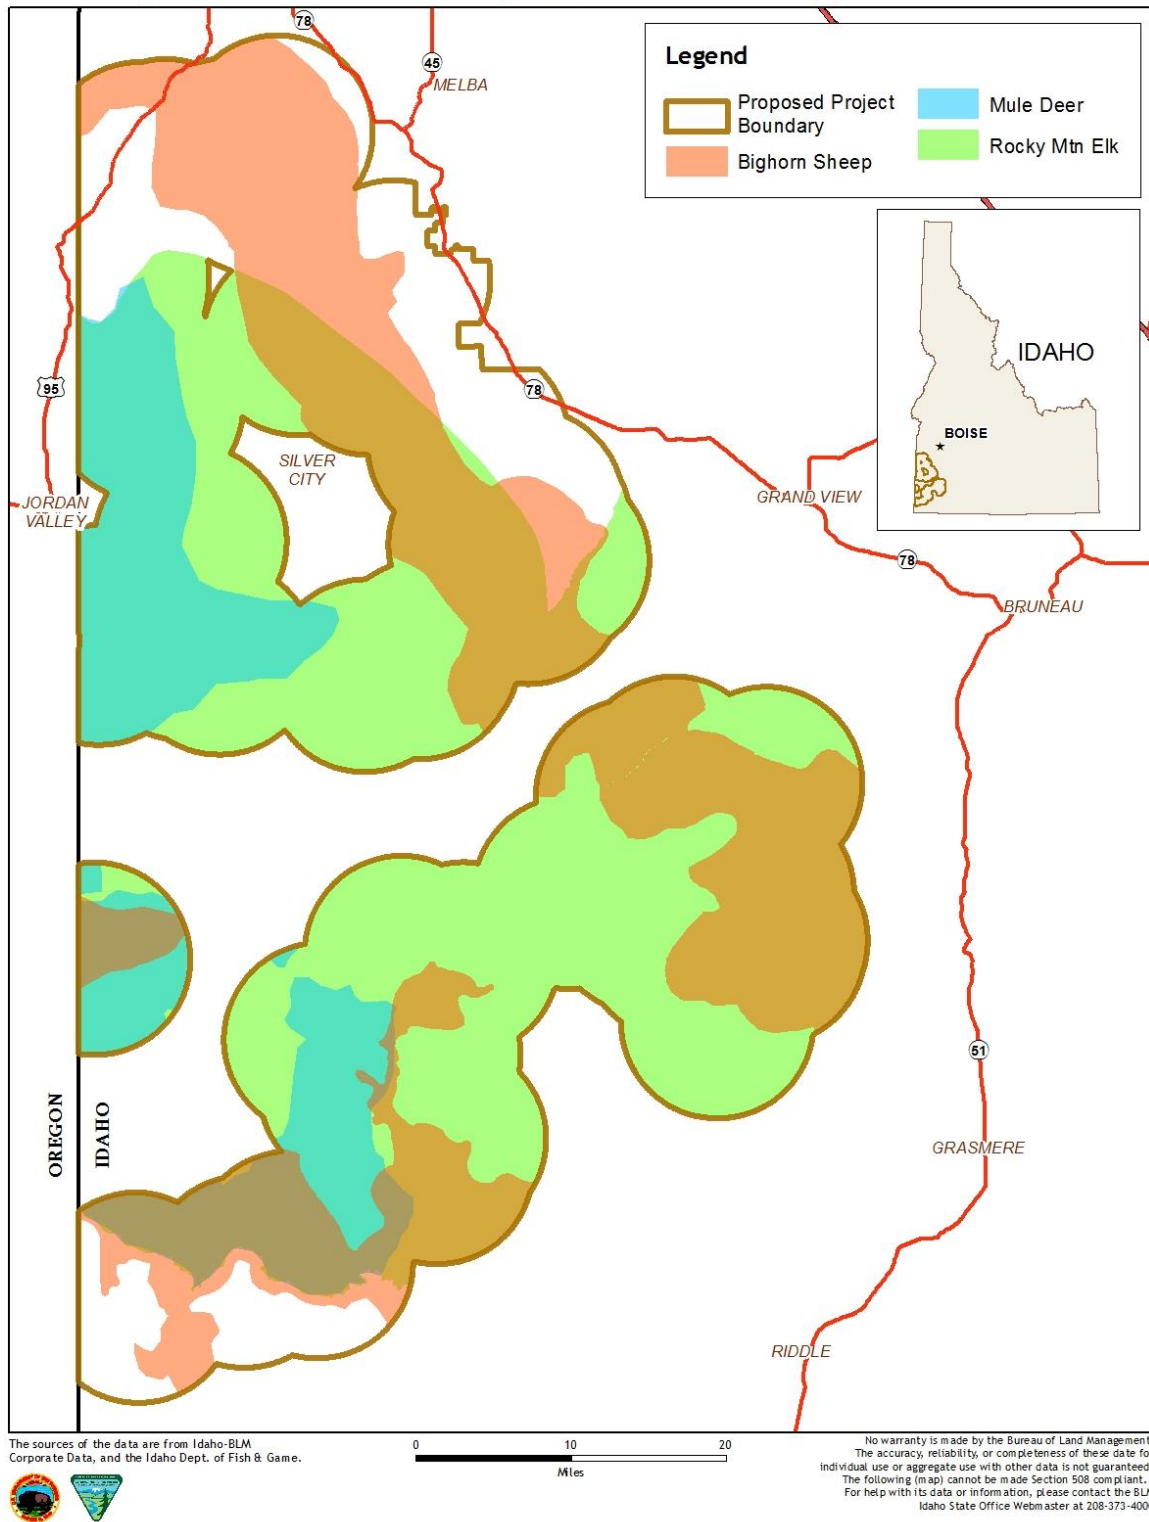 78
45
MELBA
Legend
Proposed Project
Boundary
Bighorn Sheep
Mule Deer
Rocky Mtn Elk
IDAHO
BOISE
95
78
SILVER
CITY
JORDAN
VALLEY
GRAND VIEW
78
BRUNEAU
51
OREGON
IDAHO
GRASMERE
RIDDLE
The sources of the data are from Idaho-BLM
Corporate Data, and the Idaho Dept. of Fish & Game.
0 10 20
Miles
No warranty is made by the Bureau of Land Management
The accuracy, reliability, or completeness of these date fo
individual use or aggregate use with other data is not guaranteed
The following (map) cannot be made Section 508 compliant.
For help with its data or information, please contact the BLM
Idaho State Office Webmaster at 208-373-400